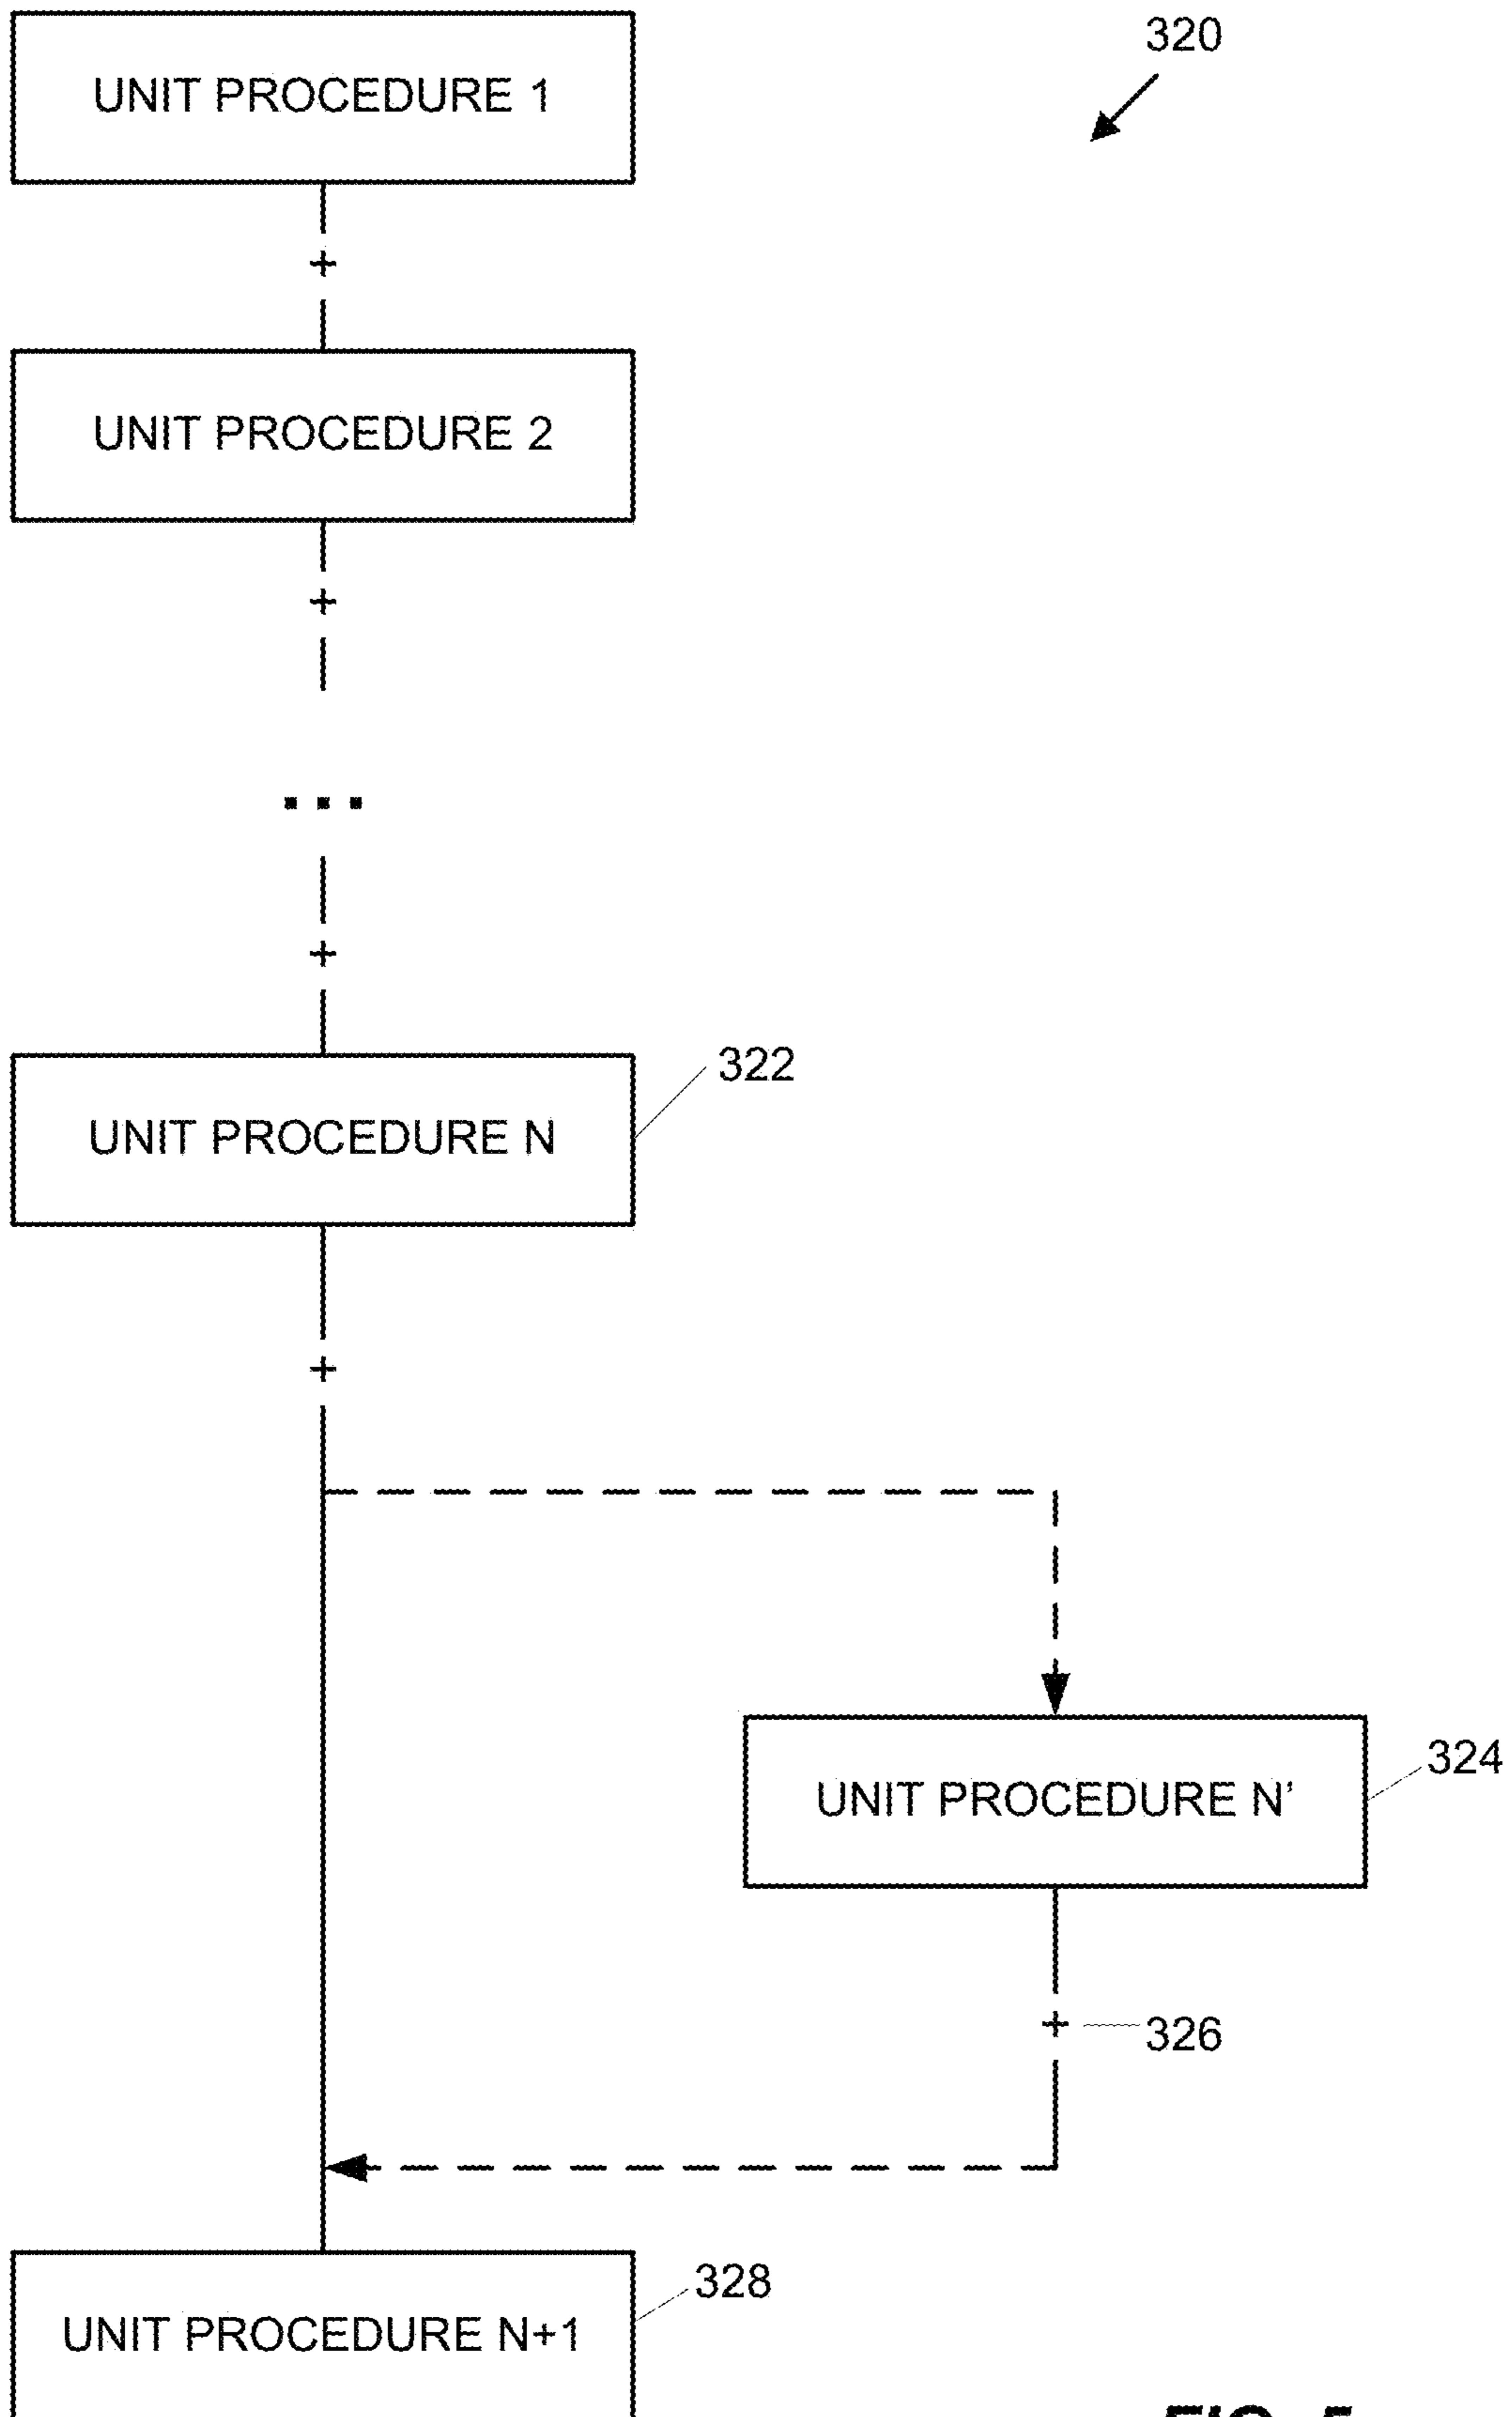 320
UNIT PROCEDURE 1
+
UNIT PROCEDURE 2
+
...
+
322
UNIT PROCEDURE N
+
324
UNIT PROCEDURE N'
+
326
328
UNIT PROCEDURE N+1